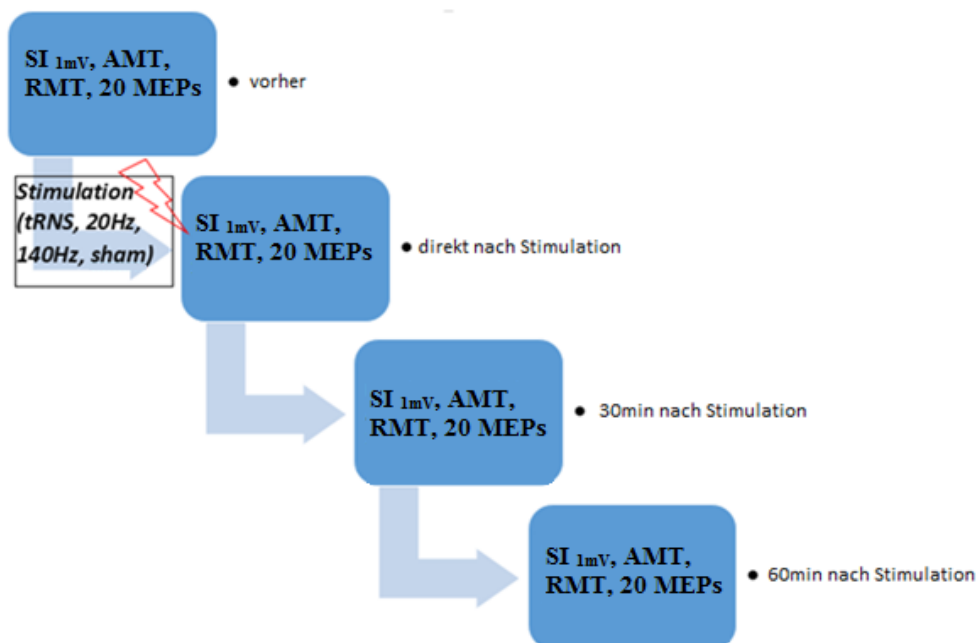 SI 1mV, AMT,
RMT, 20 MEPs
• vorher
Stimulation
(tRNS, 20Hz,
140Hz, sham)
SI 1mV, AMT,
RMT, 20 MEPs
• direkt nach Stimulation
SI 1mV, AMT,
RMT, 20 MEPs
• 30min nach Stimulation
SI 1mV, AMT,
RMT, 20 MEPs
• 60min nach Stimulation